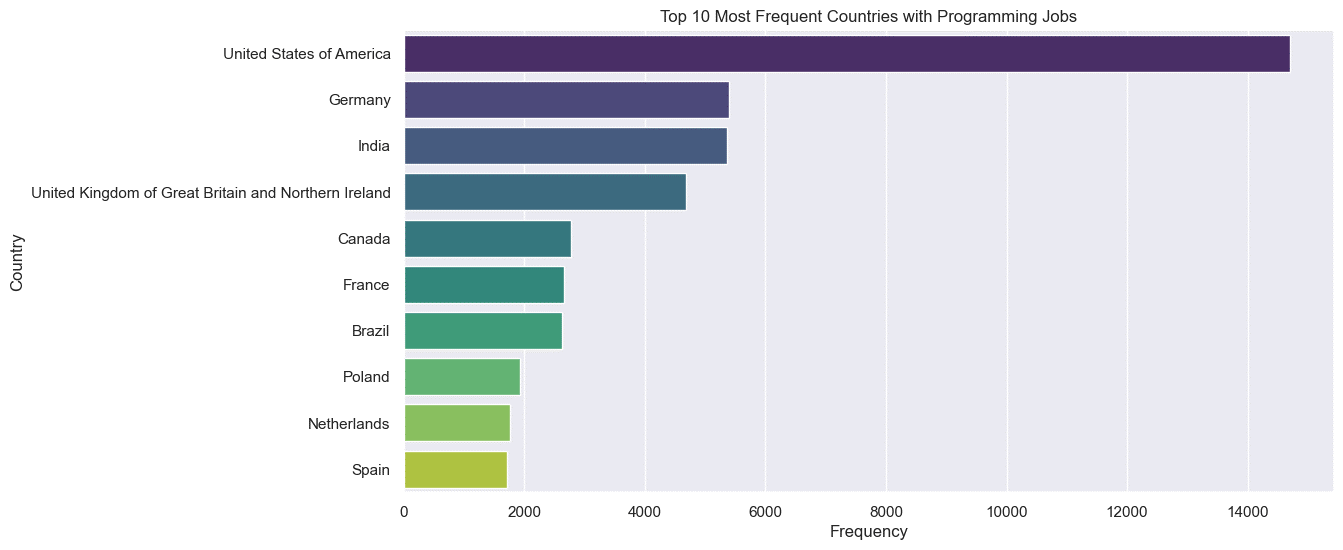 Top 10 Most Frequent Countries with Programming Jobs
Country
United States of America
Germany
India
United Kingdom of Great Britain and Northern Ireland
Canada
France
Brazil
Poland
Netherlands
Spain
0 2000 4000 6000 8000 10000 12000 14000
Frequency